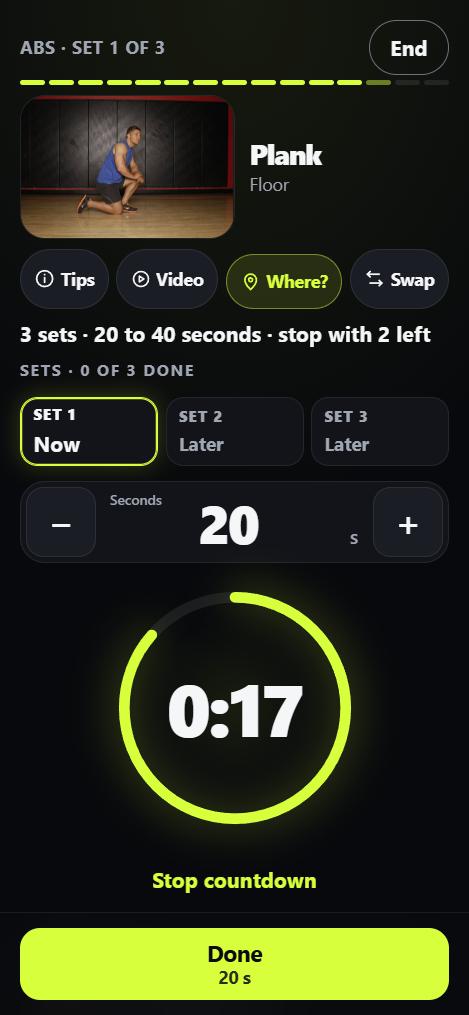 ABS · SET 1 OF 3
End
Plank
Floor
Tips
Video
Where?
Swap
3 sets · 20 to 40 seconds · stop with 2 left
SETS · 0 OF 3 DONE
SET 1
Now
SET 2
Later
SET 3
Later
−
Seconds
20
s
+
0:17
Stop countdown
Done
20 s